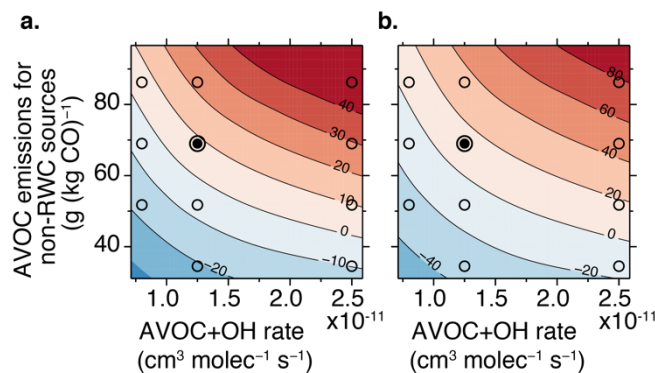 a.
b.
AVOC emissions for
non-RWC sources
(g (kg CO)⁻¹)
80
60
40
40
30
20
10
0
−10
−20
80
60
40
20
0
−20
−40
1.0 1.5 2.0 2.5
x10⁻¹¹
1.0 1.5 2.0 2.5
x10⁻¹¹
AVOC+OH rate
(cm³ molec⁻¹ s⁻¹)
AVOC+OH rate
(cm³ molec⁻¹ s⁻¹)